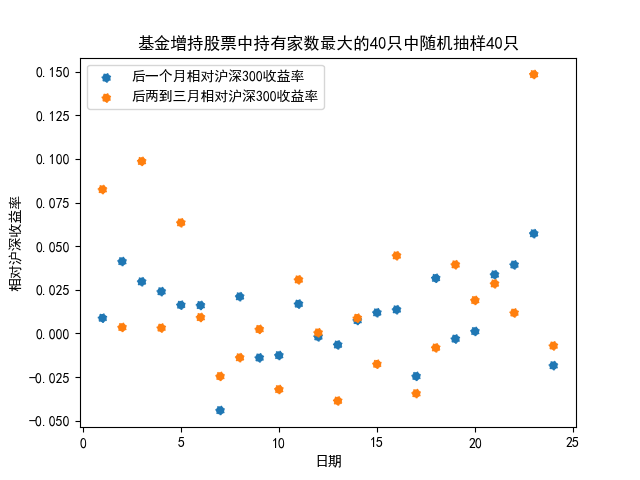 基金增持股票中持有家数最大的40只中随机抽样40只
后一个月相对沪深300收益率
后两到三月相对沪深300收益率
相对沪深收益率
0.150
0.125
0.100
0.075
0.050
0.025
0.000
−0.025
−0.050
0 5 10 15 20 25
日期